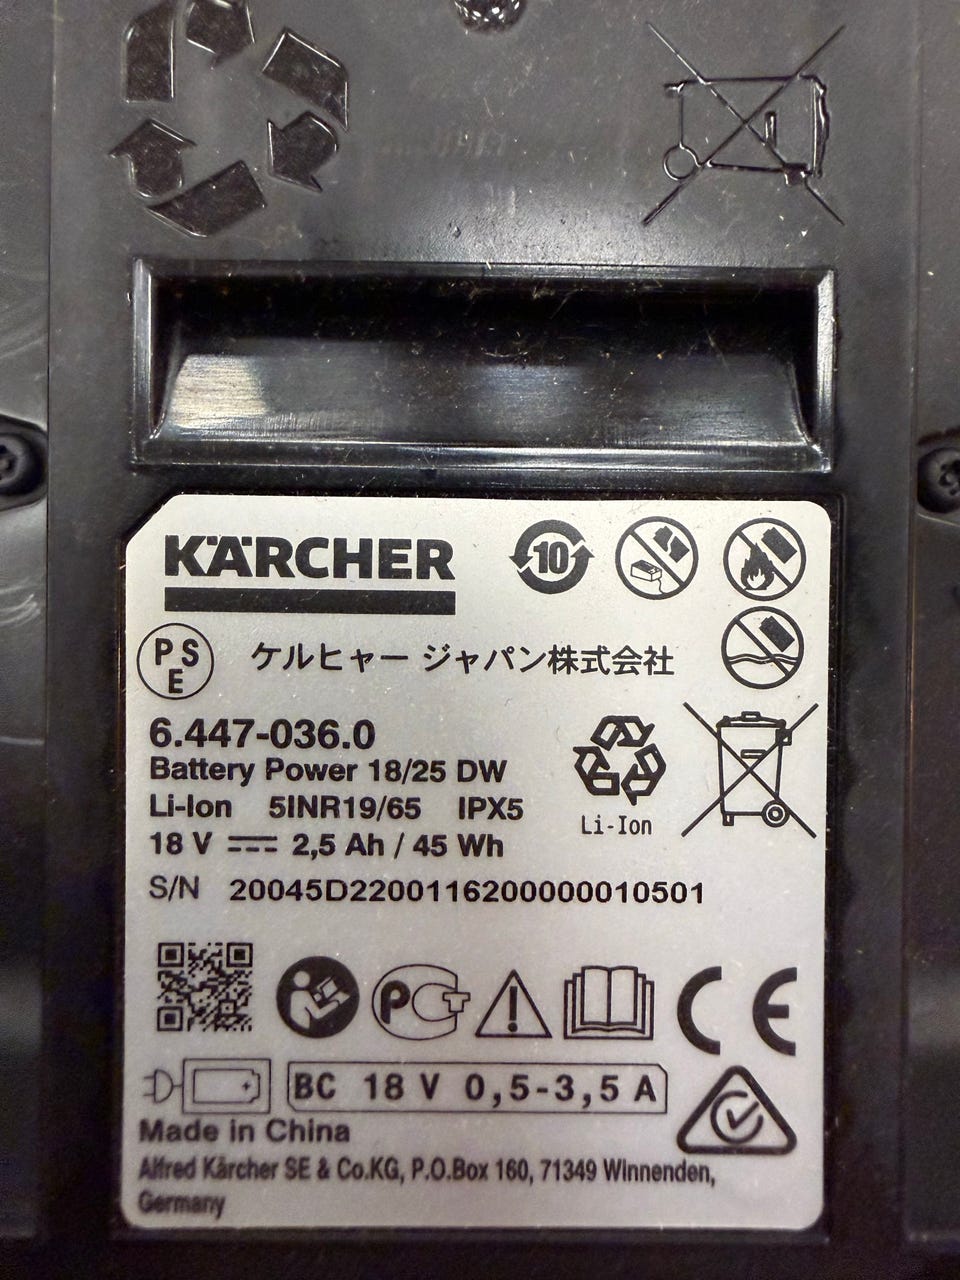 KÄRCHER
10
PSE
ケルヒャー ジャパン株式会社
6.447-036.0
Battery Power 18/25 DW
Li-Ion 5INR19/65 IPX5
Li-Ion
18 V 2,5 Ah / 45 Wh
S/N 20045D2200116200000010501
PCT
CE
BC 18 V 0,5-3,5 A
Made in China
Alfred Kärcher SE & Co.KG, P.O.Box 160, 71349 Winnenden,
Germany